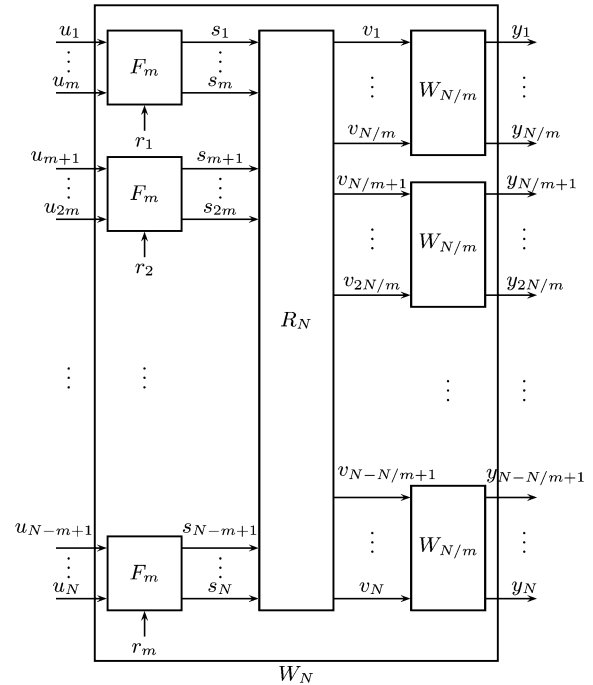 u_1 s_1 v_1 y_1
F_m
u_m s_m W_{N/m}
r_1 v_{N/m} y_{N/m}
u_{m+1} s_{m+1}
v_{N/m+1} y_{N/m+1}
F_m
u_{2m} s_{2m}
W_{N/m}
r_2
v_{2N/m} y_{2N/m}
R_N
v_{N-N/m+1} y_{N-N/m+1}
u_{N-m+1} s_{N-m+1}
W_{N/m}
F_m
u_N s_N v_N y_N
r_m
W_N